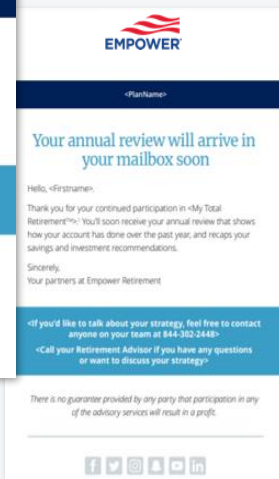 EMPOWER
<PlanName>
Your annual review will arrive in
your mailbox soon
Hello, <Firstname>.
Thank you for your continued participation in <My Total
Retirement™>.¹ You'll soon receive your annual review that shows
how your account has done over the past year, and recaps your
savings and investment recommendations.
Sincerely,
Your partners at Empower Retirement
<If you'd like to talk about your strategy, feel free to contact
anyone on your team at 844-302-2448>
<Call your Retirement Advisor if you have any questions
or want to discuss your strategy>
There is no guarantee provided by any party that participation in any
of the advisory services will result in a profit.